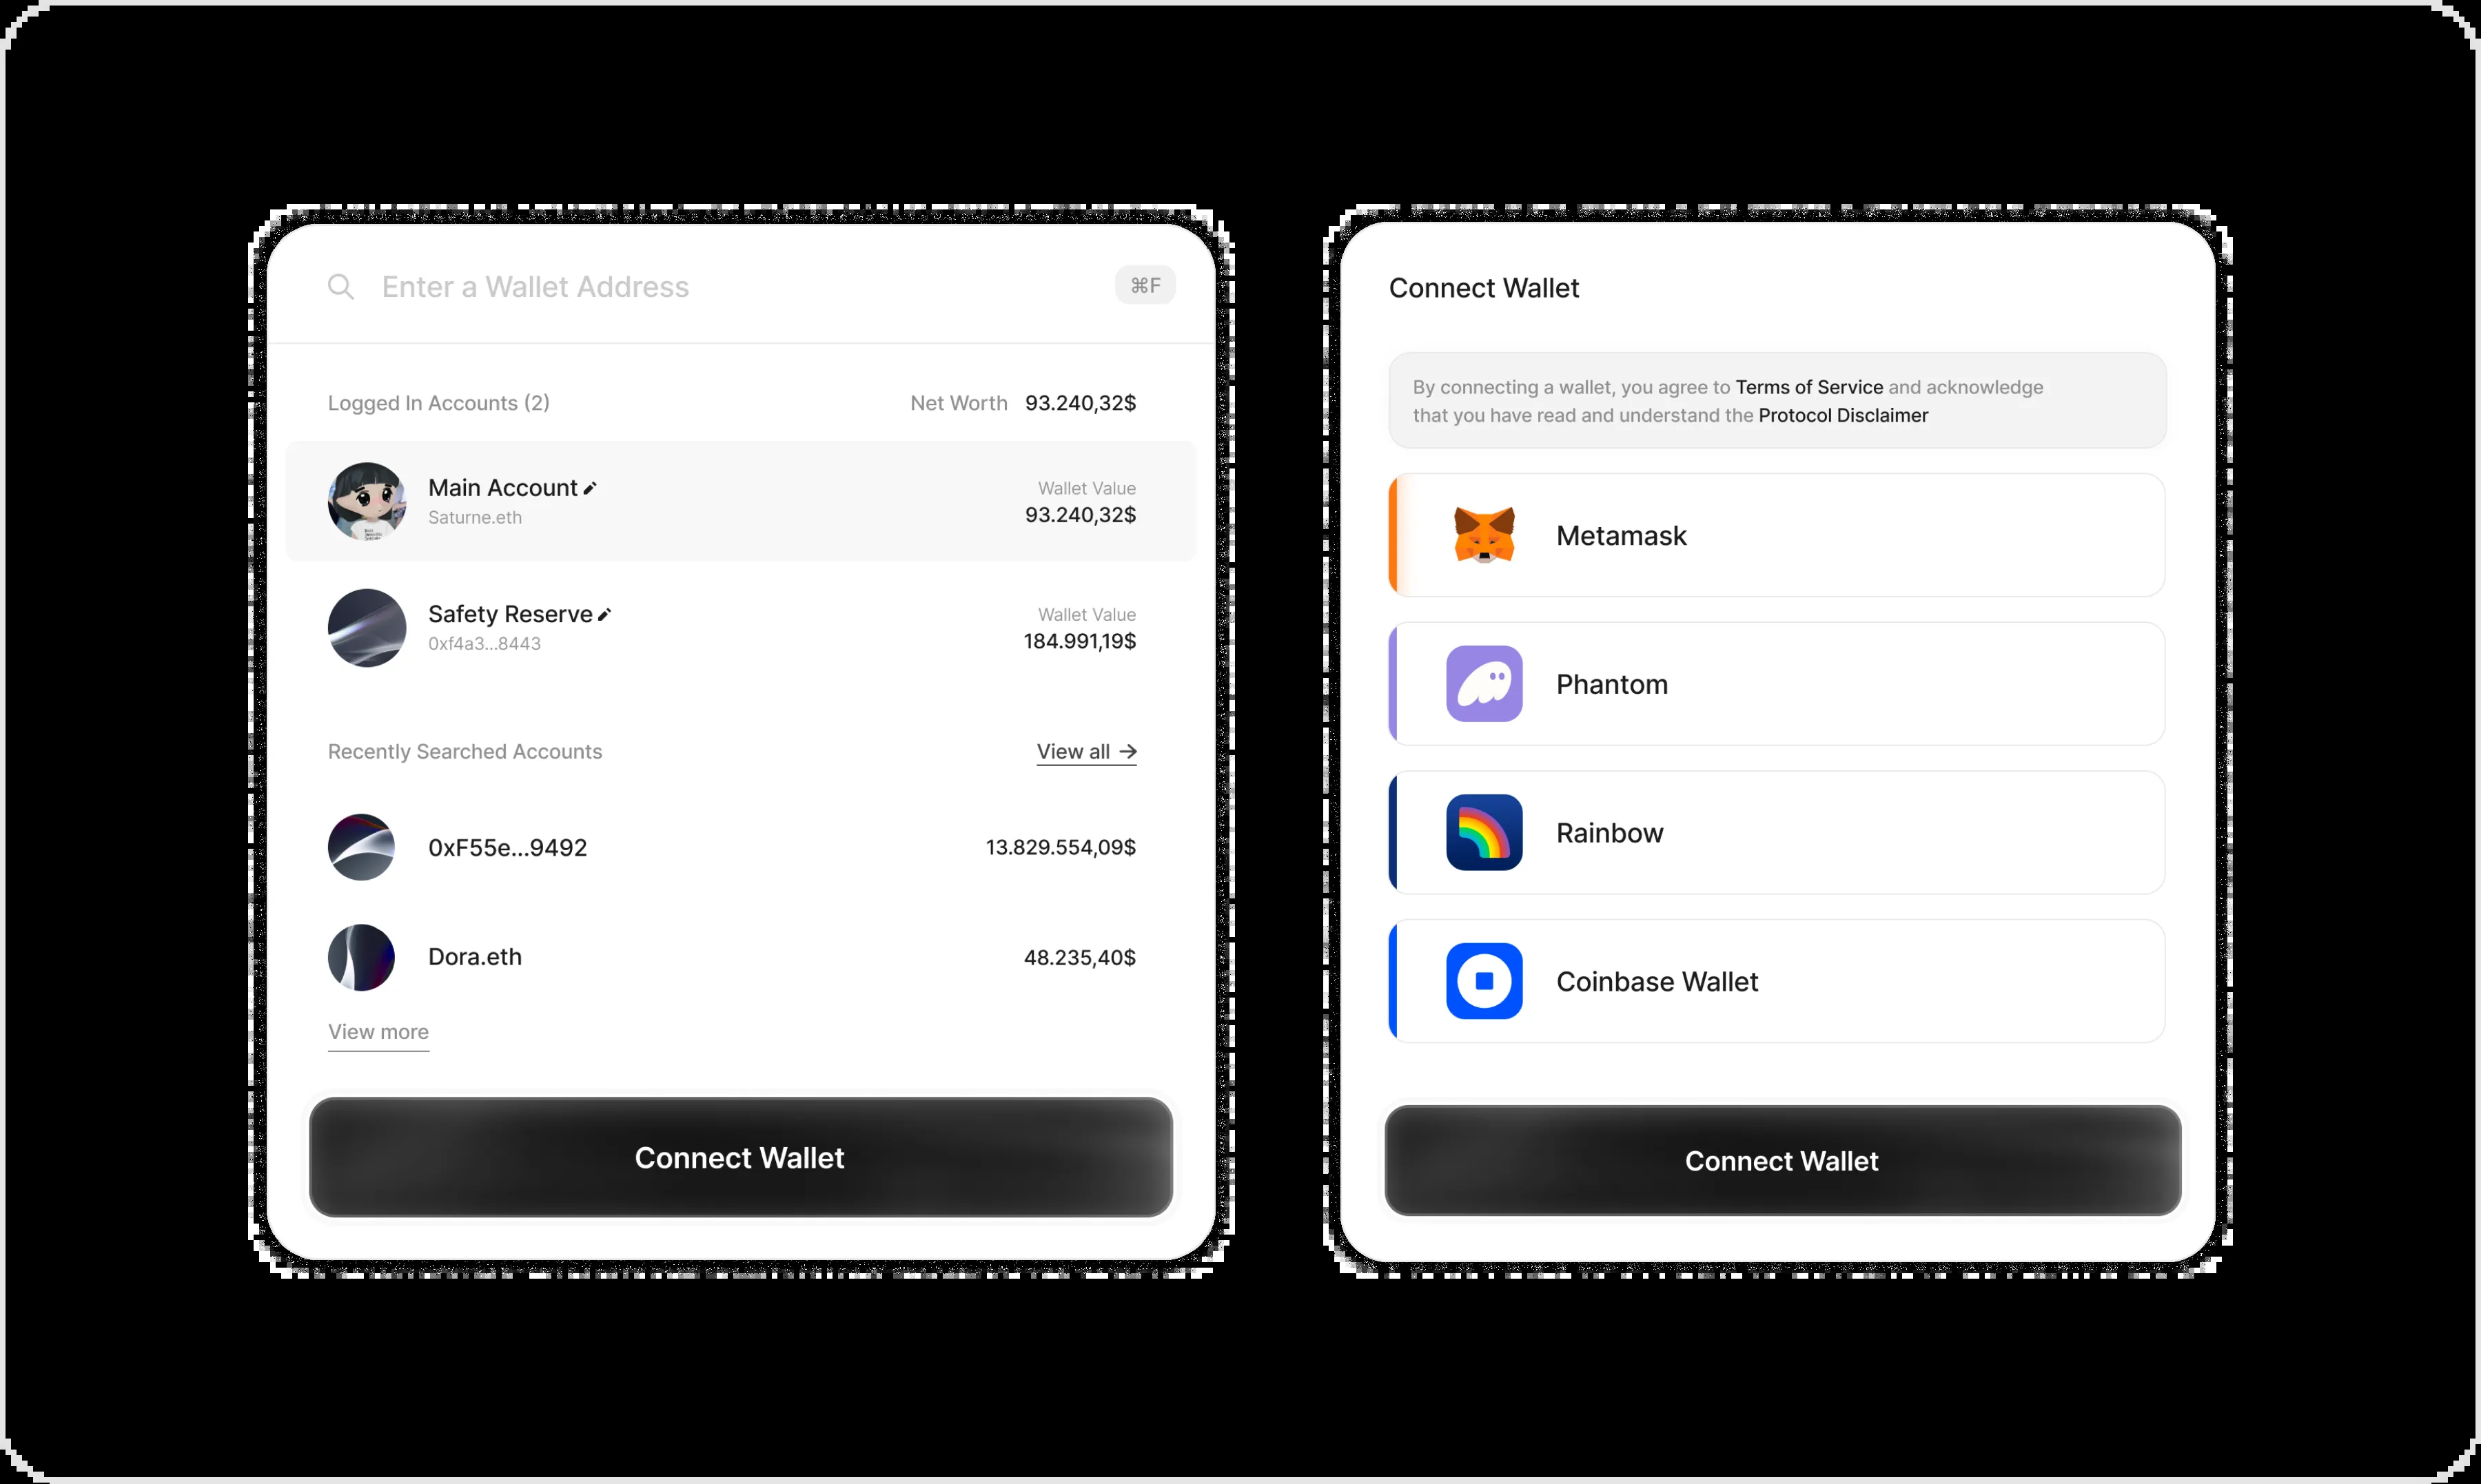 Enter a Wallet Address
⌘F
Logged In Accounts (2)
Net Worth 93.240,32$
Main Account
Saturne.eth
Wallet Value
93.240,32$
Safety Reserve
0xf4a3...8443
Wallet Value
184.991,19$
Recently Searched Accounts
View all →
0xF55e...9492
13.829.554,09$
Dora.eth
48.235,40$
View more
Connect Wallet
Connect Wallet
By connecting a wallet, you agree to Terms of Service and acknowledge
that you have read and understand the Protocol Disclaimer
Metamask
Phantom
Rainbow
Coinbase Wallet
Connect Wallet